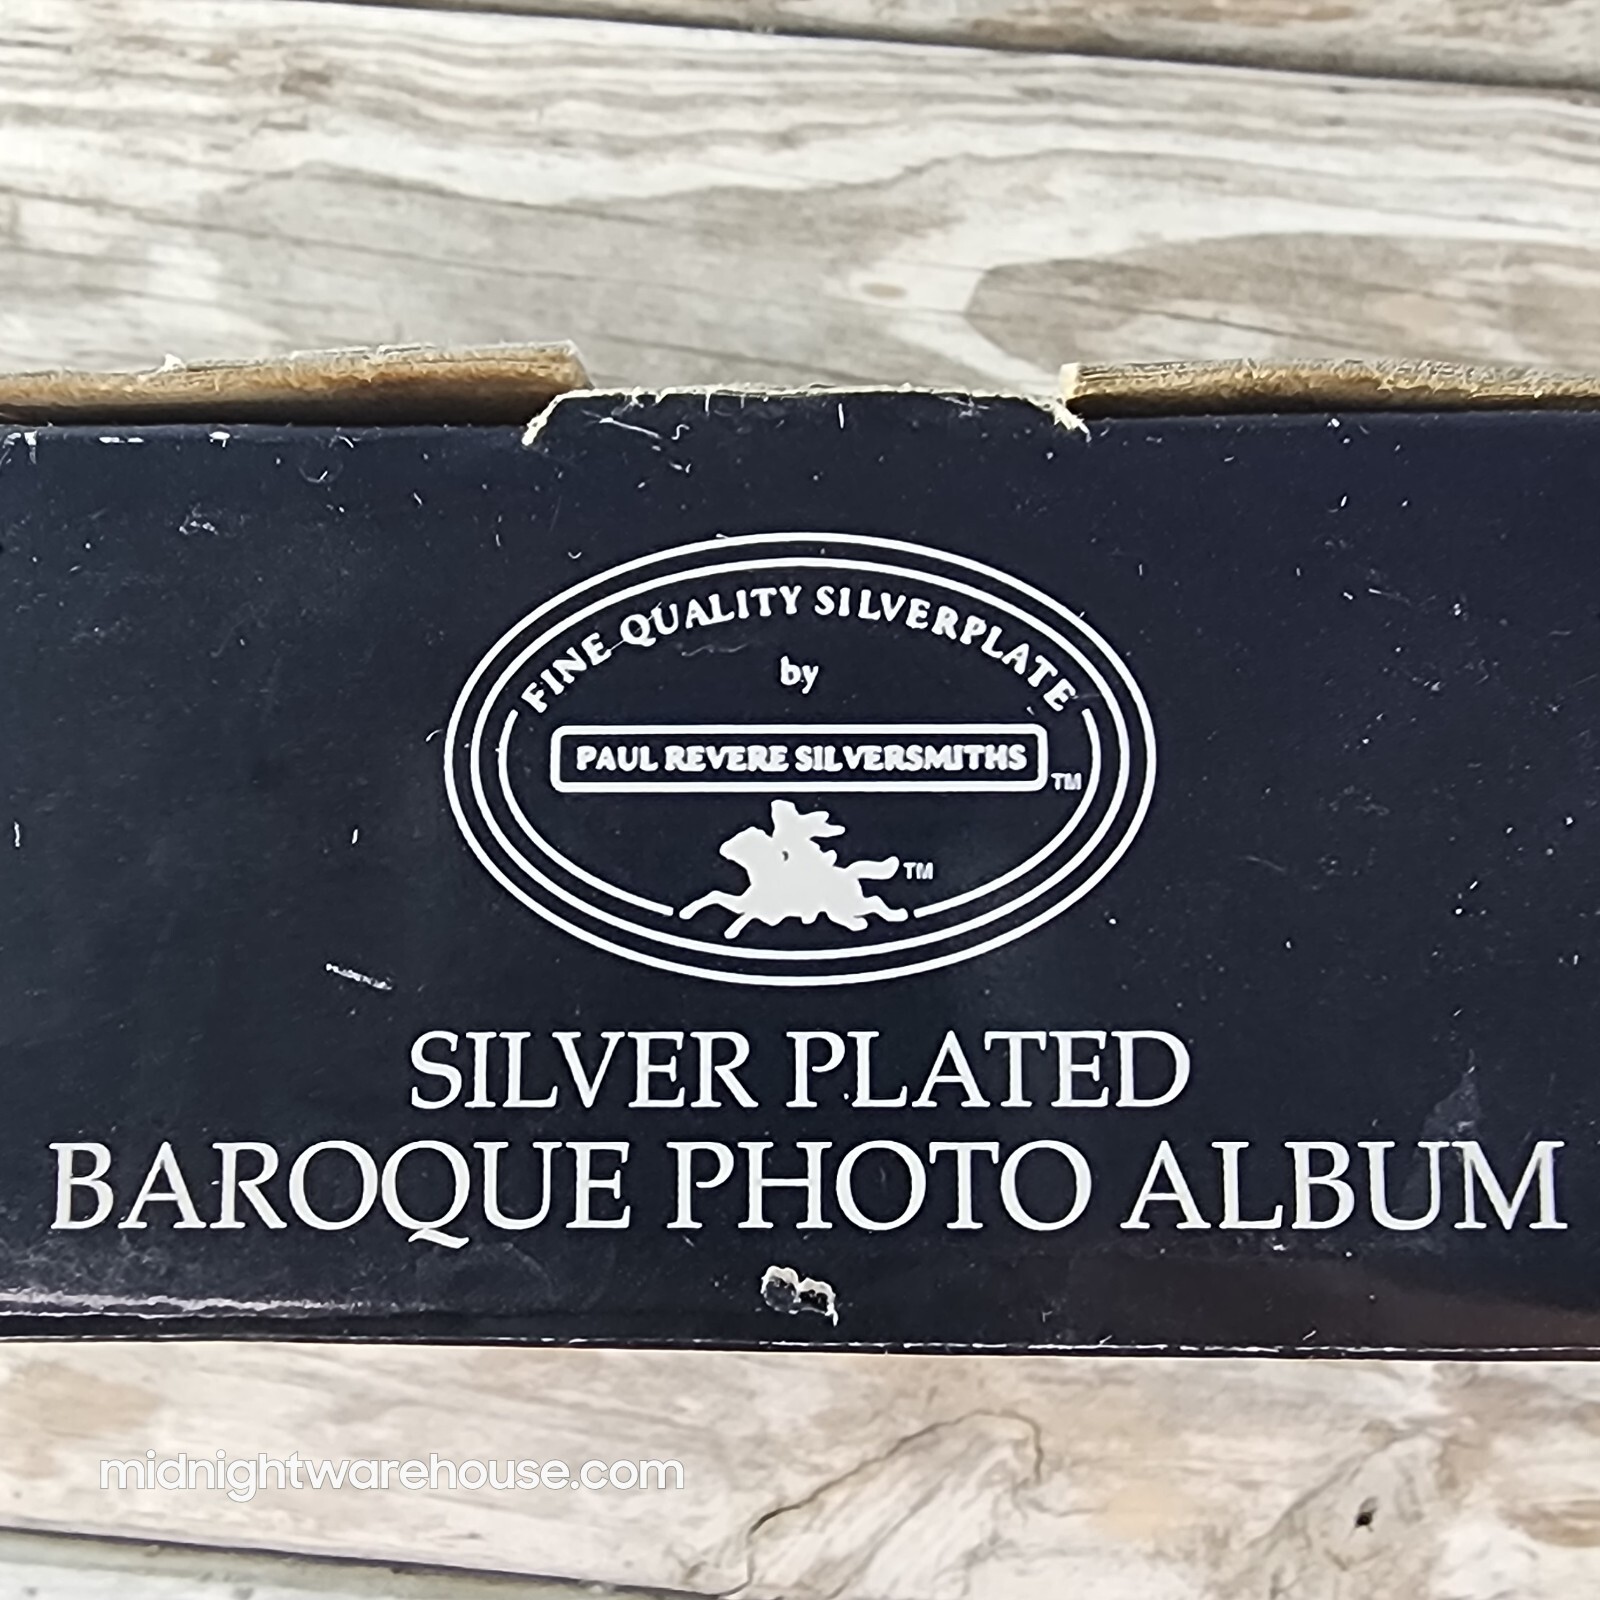 FINE QUALITY SILVERPLATE
by
PAUL REVERE SILVERSMITHS
TM
TM
SILVER PLATED
BAROQUE PHOTO ALBUM
midnightwarehouse.com